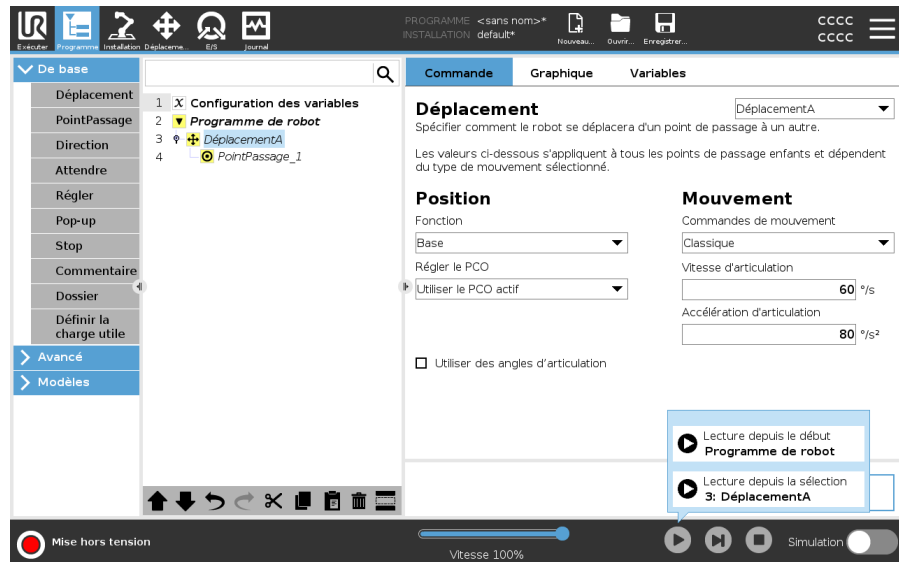 PROGRAMME <sans nom>*
INSTALLATION default*
Exécuter
Programme
Installation
Déplaceme...
E/S
Journal
Nouveau...
Ouvrir...
Enregistrer...
CCCC
CCCC
De base
Déplacement
PointPassage
Direction
Attendre
Régler
Pop-up
Stop
Commentaire
Dossier
Définir la
charge utile
Avancé
Modèles
1 X Configuration des variables
2 Programme de robot
3 DéplacementA
4 PointPassage_1
Commande Graphique Variables
Déplacement
DéplacementA
Spécifier comment le robot se déplacera d'un point de passage à un autre.
Les valeurs ci-dessous s'appliquent à tous les points de passage enfants et dépendent
du type de mouvement sélectionné.
Position
Fonction
Base
Régler le PCO
Utiliser le PCO actif
Utiliser des angles d'articulation
Mouvement
Commandes de mouvement
Classique
Vitesse d'articulation
60 °/s
Accélération d'articulation
80 °/s²
Lecture depuis le début
Programme de robot
Lecture depuis la sélection
3: DéplacementA
Mise hors tension
Vitesse 100%
Simulation